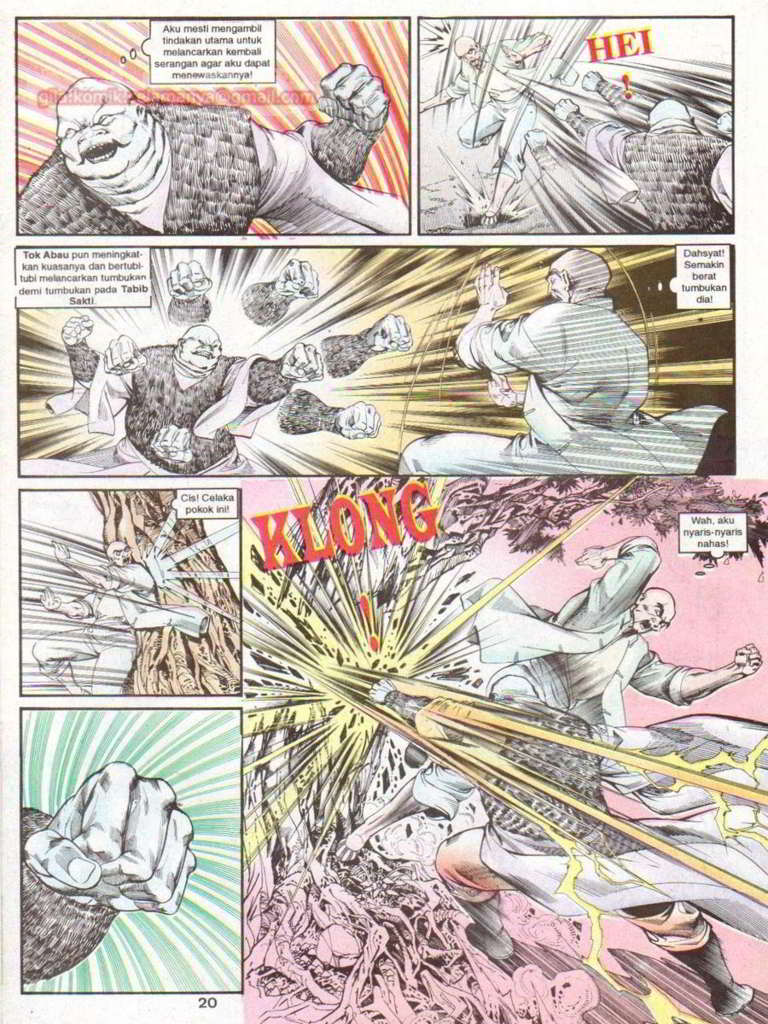 Aku mesti mengambil
tindakan utama untuk
melancarkan kembali
serangan agar aku dapat
menewaskannya!
HEI
!
Tok Abau pun meningkat-
kan kuasanya dan bertubi-
tubi melancarkan tumbukan
demi tumbukan pada Tabib
Sakti.
Dahsyat!
Semakin
berat
tumbukan
dia!
Cis! Celaka
pokok ini!
KLONG
!
Wah, aku
nyaris-nyaris
nahas!
20